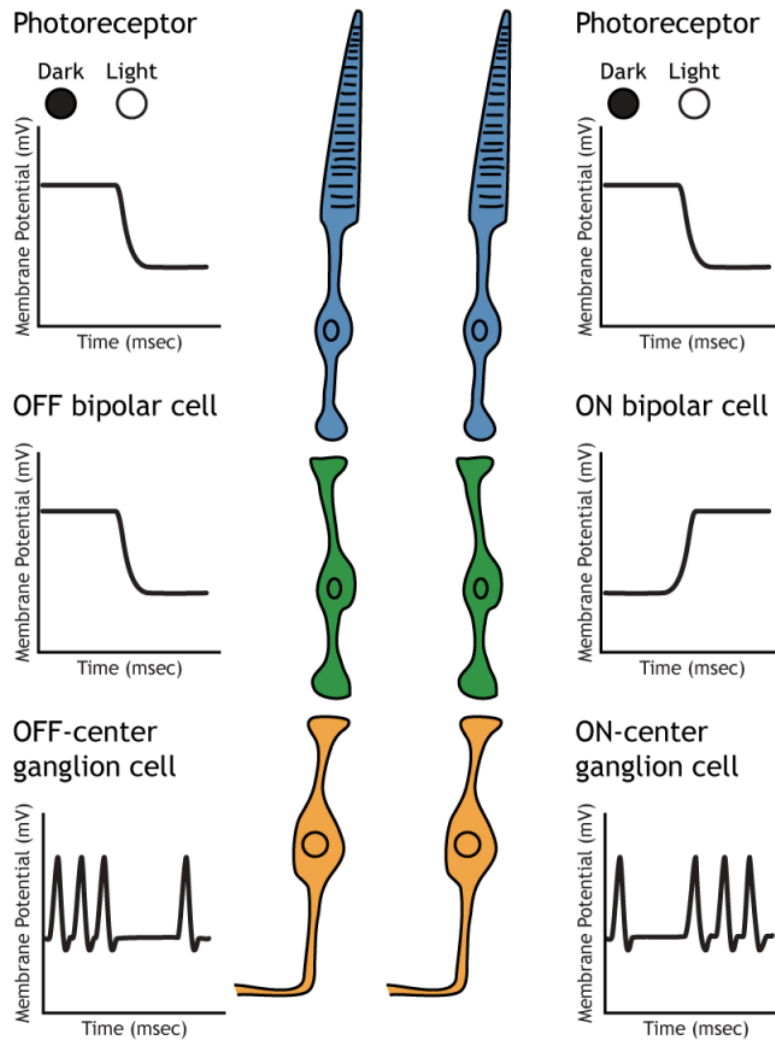 Photoreceptor
Dark Light
Membrane Potential (mV)
Time (msec)
OFF bipolar cell
Membrane Potential (mV)
Time (msec)
OFF-center
ganglion cell
Membrane Potential (mV)
Time (msec)
Photoreceptor
Dark Light
Membrane Potential (mV)
Time (msec)
ON bipolar cell
Membrane Potential (mV)
Time (msec)
ON-center
ganglion cell
Membrane Potential (mV)
Time (msec)